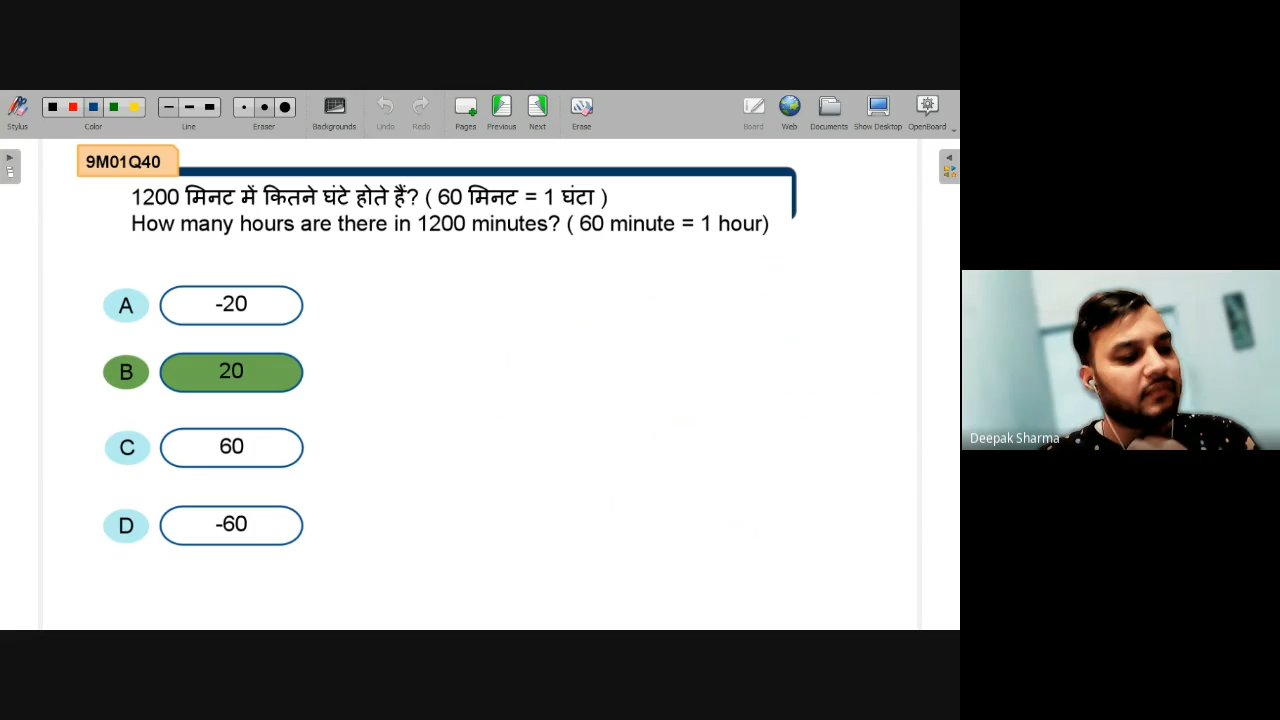 Stylus
Color
Line
Eraser
Backgrounds
Undo
Redo
Pages
Previous
Next
Erase
Board
Web
Documents
Show Desktop
OpenBoard
9M01Q40
1200 मिनट में कितने घंटे होते हैं? ( 60 मिनट = 1 घंटा )
How many hours are there in 1200 minutes? ( 60 minute = 1 hour)
A -20
B 20
C 60
D -60
Deepak Sharma